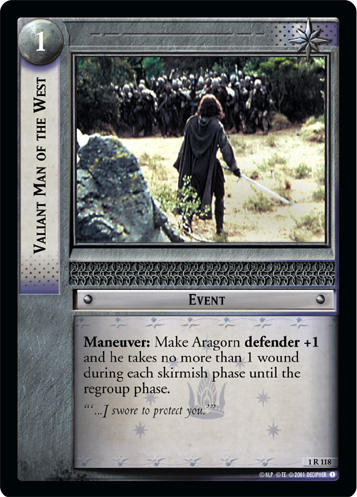 1
VALIANT MAN OF THE WEST
EVENT
Maneuver: Make Aragorn defender +1
and he takes no more than 1 wound
during each skirmish phase until the
regroup phase.
“‘...I swore to protect you.’”
1 R 118
©NLP ©TE ©2001 DECIPHER